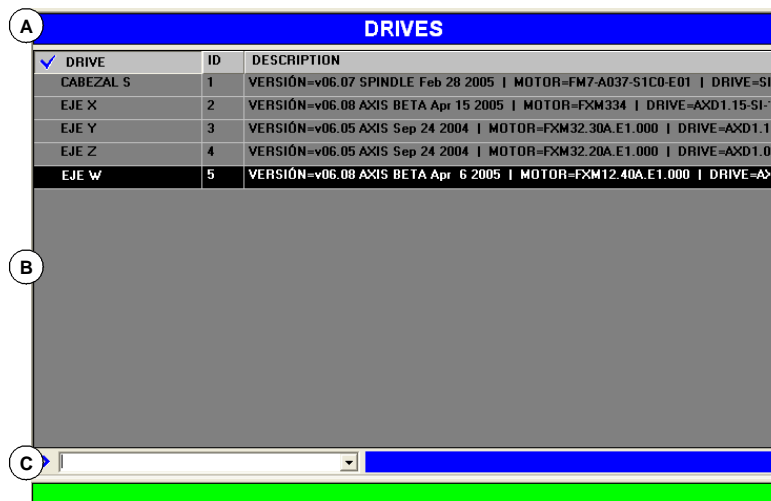 A
DRIVES
DRIVE ID DESCRIPTION
CABEZAL S 1 VERSIÓN=v06.07 SPINDLE Feb 28 2005 | MOTOR=FM7-A037-S1C0-E01 | DRIVE=SI
EJE X 2 VERSIÓN=v06.08 AXIS BETA Apr 15 2005 | MOTOR=FXM334 | DRIVE=AXD1.15-SI-
EJE Y 3 VERSIÓN=v06.05 AXIS Sep 24 2004 | MOTOR=FXM32.30A.E1.000 | DRIVE=AXD1.1
EJE Z 4 VERSIÓN=v06.05 AXIS Sep 24 2004 | MOTOR=FXM32.20A.E1.000 | DRIVE=AXD1.0
EJE W 5 VERSIÓN=v06.08 AXIS BETA Apr 6 2005 | MOTOR=FXM12.40A.E1.000 | DRIVE=AX
B
C